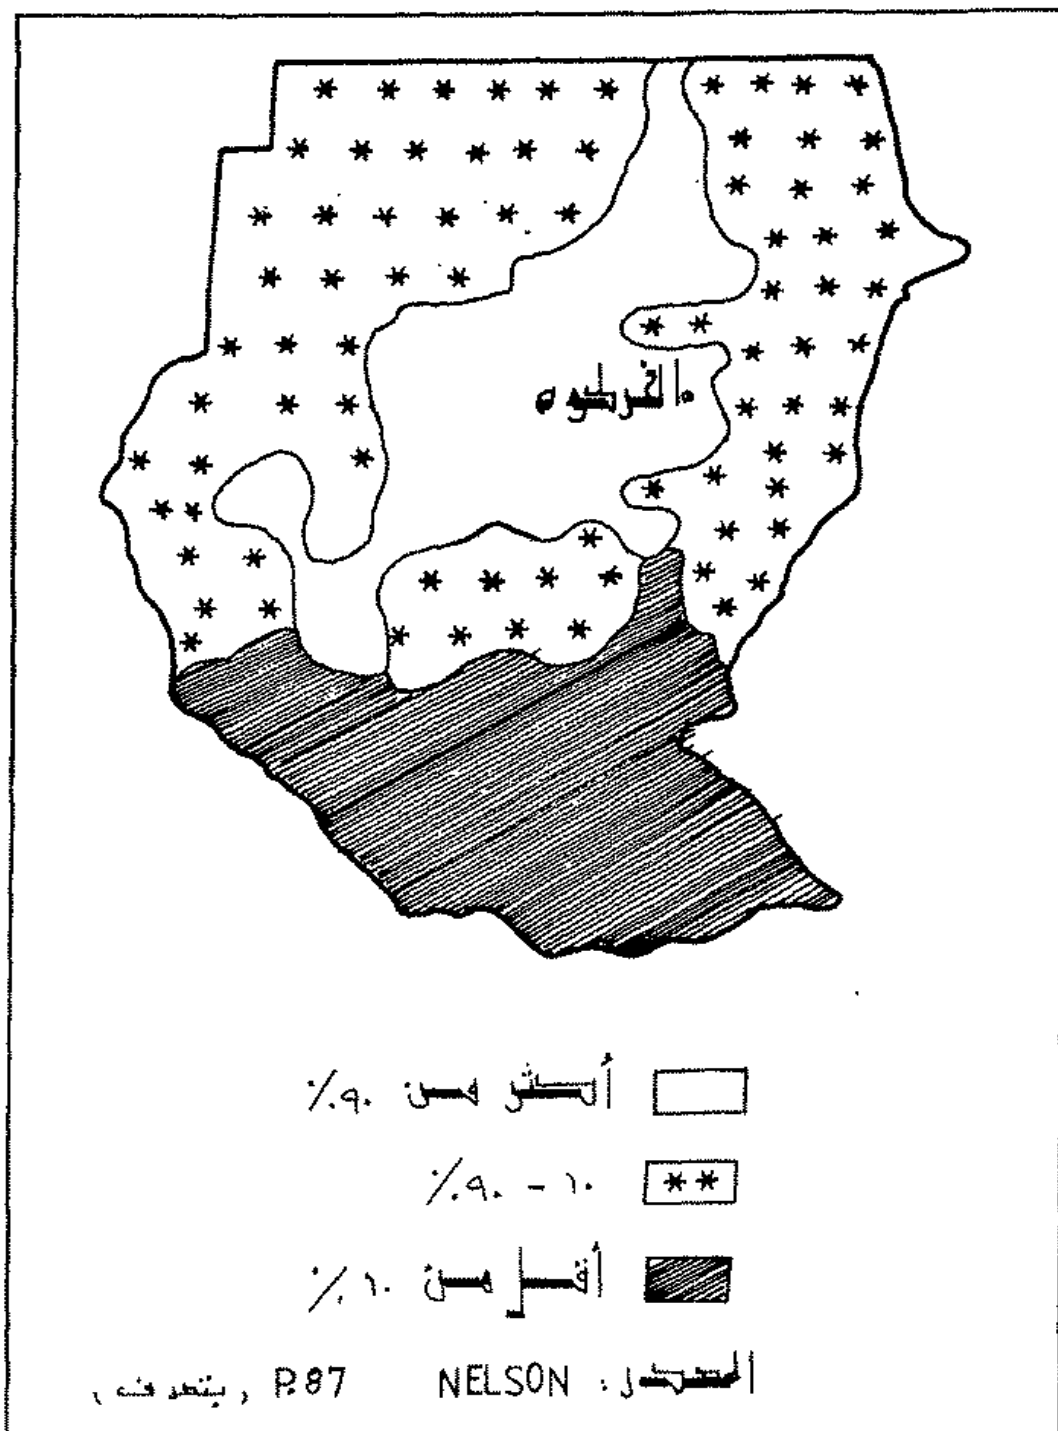 الخرطوم
أكثر من ٩٠٪
١٠ - ٩٠٪
أقل من ١٠٪
المصدر: NELSON P.87 , بتصرف ,